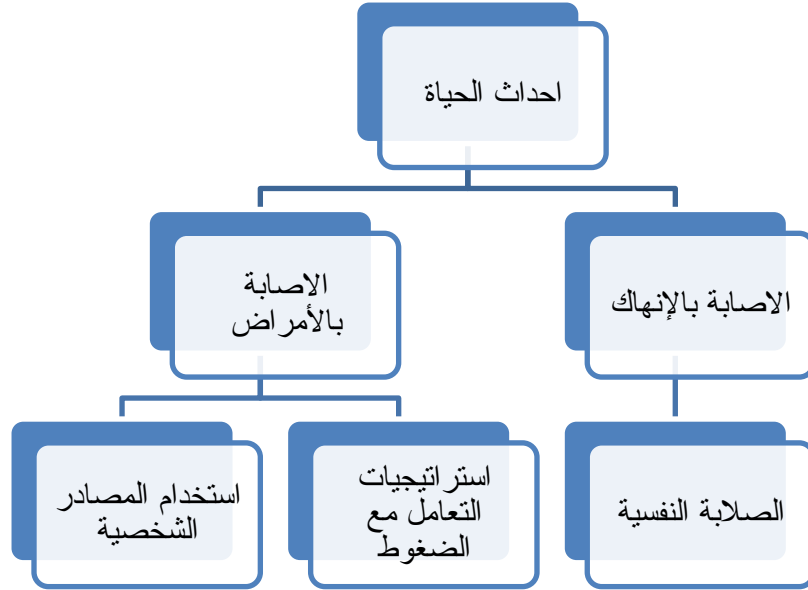 احداث الحياة
الاصابة بالإنهاك
الاصابة
بالأمراض
الصلابة النفسية
استراتيجيات
التعامل مع
الضغوط
استخدام المصادر
الشخصية